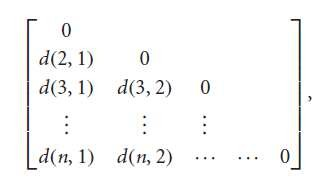 0
d(2, 1) 0
d(3, 1) d(3, 2) 0
⋮ ⋮ ⋮
d(n, 1) d(n, 2) ⋯ ⋯ 0 ,